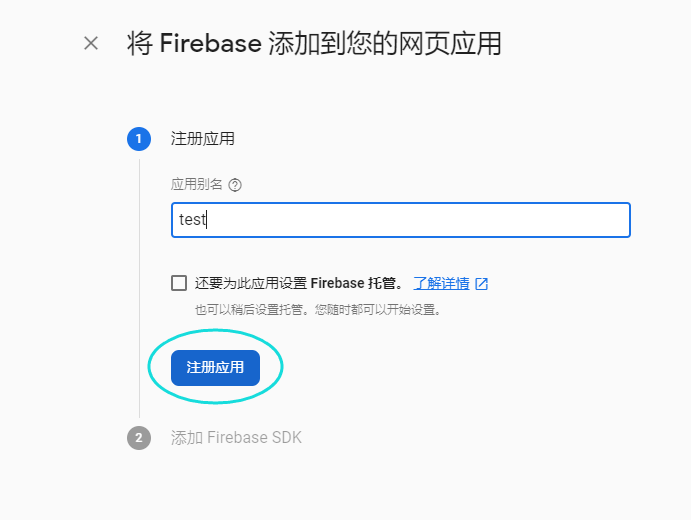 将 Firebase 添加到您的网页应用
1 注册应用
应用别名
test
还要为此应用设置 Firebase 托管。 了解详情
也可以稍后设置托管。您随时都可以开始设置。
注册应用
2 添加 Firebase SDK